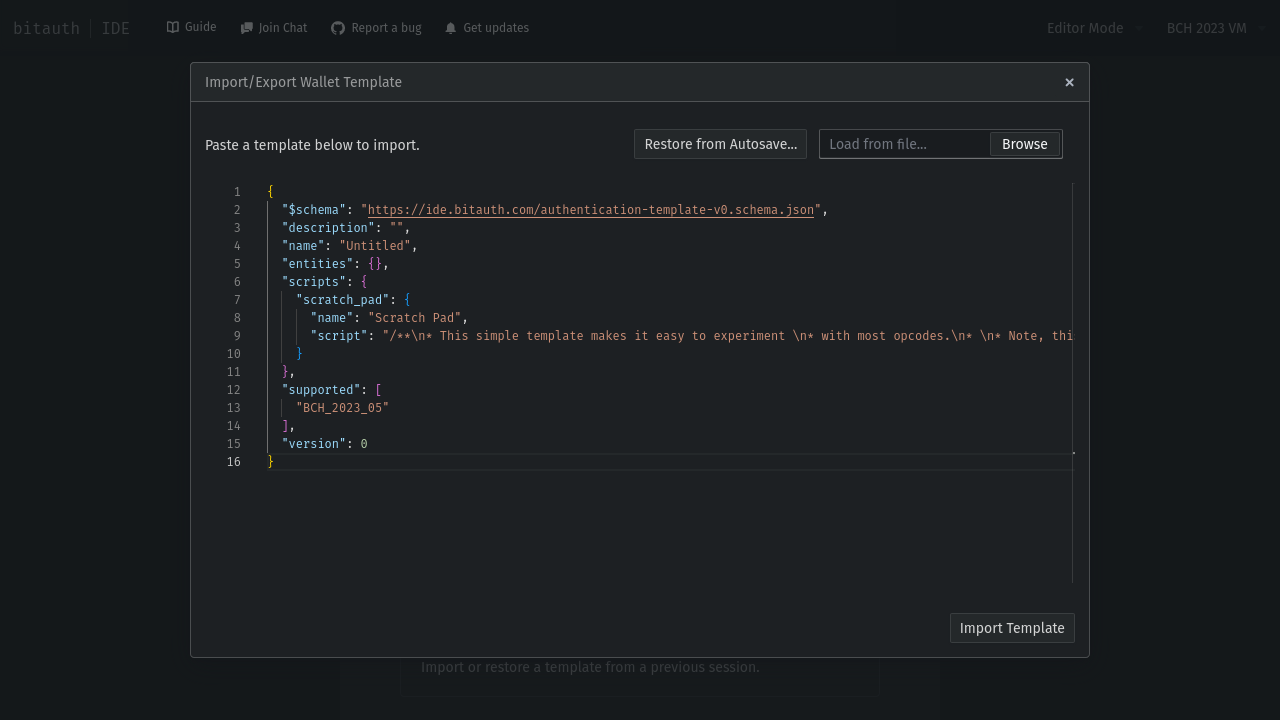 bitauth | IDE
Guide
Join Chat
Report a bug
Get updates
Editor Mode
BCH 2023 VM
Import/Export Wallet Template
×
Paste a template below to import.
Restore from Autosave...
Load from file...
Browse
1 {
2 "$schema": "https://ide.bitauth.com/authentication-template-v0.schema.json",
3 "description": "",
4 "name": "Untitled",
5 "entities": {},
6 "scripts": {
7 "scratch_pad": {
8 "name": "Scratch Pad",
9 "script": "/**\n* This simple template makes it easy to experiment \n* with most opcodes.\n* \n* Note, thi
10 }
11 },
12 "supported": [
13 "BCH_2023_05"
14 ],
15 "version": 0
16 }
Import Template
Import or restore a template from a previous session.